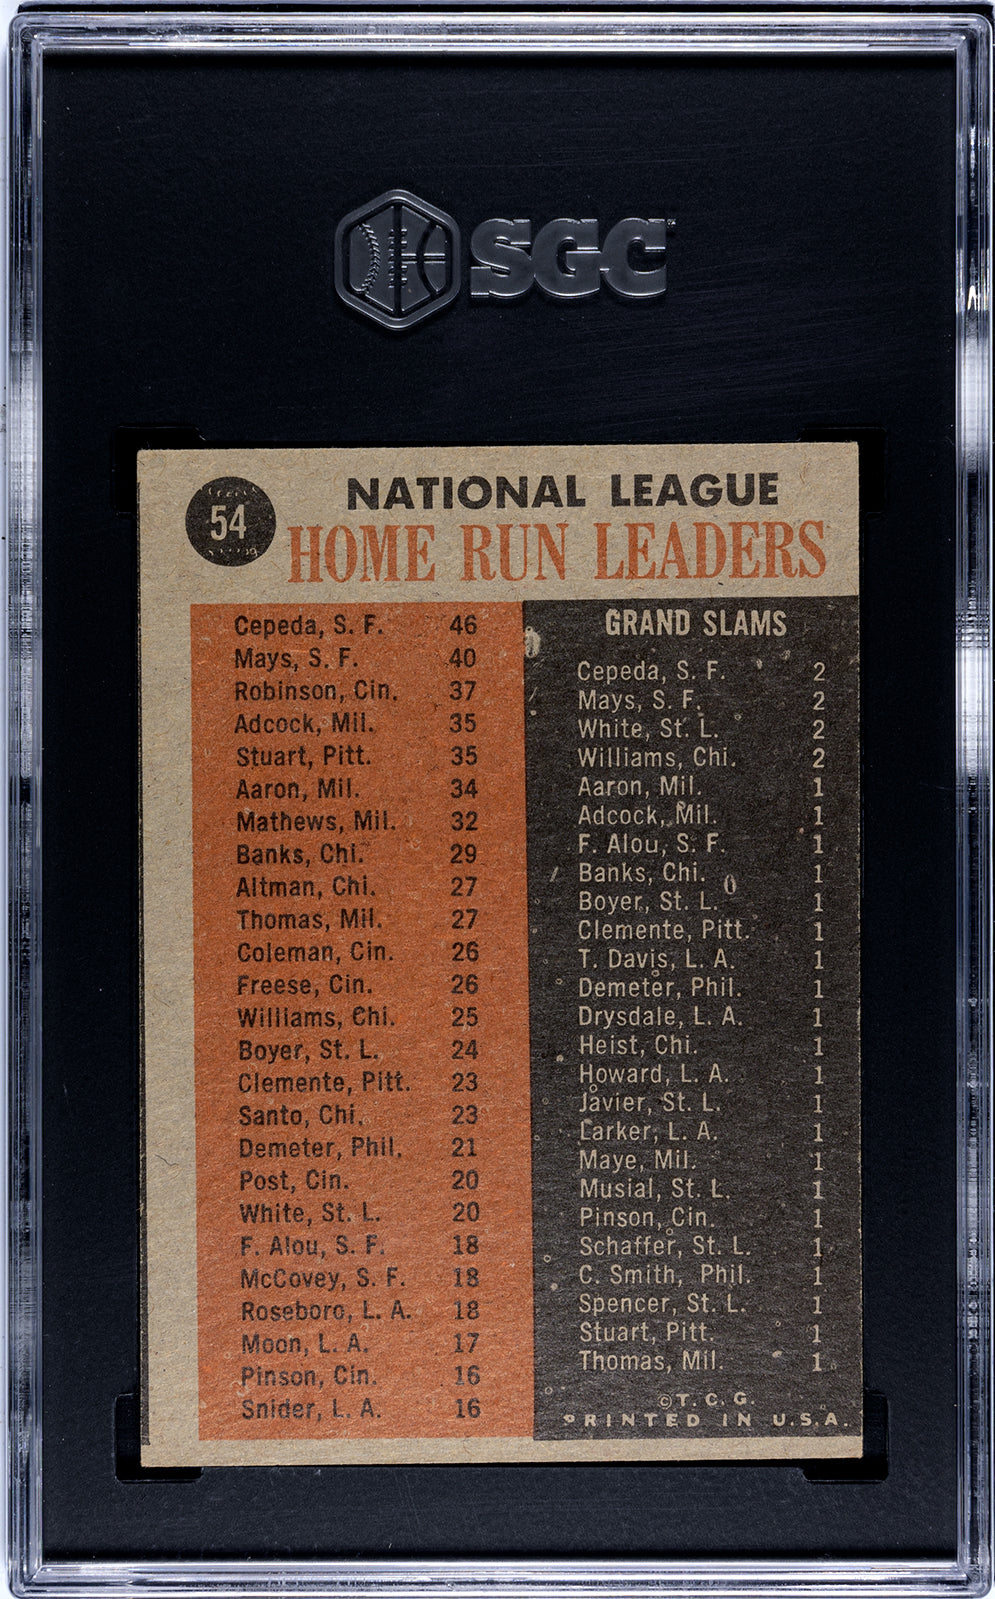 SGC
54
NATIONAL LEAGUE
HOME RUN LEADERS
Cepeda, S. F. 46
Mays, S. F. 40
Robinson, Cin. 37
Adcock, Mil. 35
Stuart, Pitt. 35
Aaron, Mil. 34
Mathews, Mil. 32
Banks, Chi. 29
Altman, Chi. 27
Thomas, Mil. 27
Coleman, Cin. 26
Freese, Cin. 26
Williams, Chi. 25
Boyer, St. L. 24
Clemente, Pitt. 23
Santo, Chi. 23
Demeter, Phil. 21
Post, Cin. 20
White, St. L. 20
F. Alou, S. F. 18
McCovey, S. F. 18
Roseboro, L. A. 18
Moon, L. A. 17
Pinson, Cin. 16
Snider, L. A. 16
GRAND SLAMS
Cepeda, S. F. 2
Mays, S. F. 2
White, St. L. 2
Williams, Chi. 2
Aaron, Mil. 1
Adcock, Mil. 1
F. Alou, S. F. 1
Banks, Chi. 1
Boyer, St. L. 1
Clemente, Pitt. 1
T. Davis, L. A. 1
Demeter, Phil. 1
Drysdale, L. A. 1
Heist, Chi. 1
Howard, L. A. 1
Javier, St. L. 1
Larker, L. A. 1
Maye, Mil. 1
Musial, St. L. 1
Pinson, Cin. 1
Schaffer, St. L. 1
C. Smith, Phil. 1
Spencer, St. L. 1
Stuart, Pitt. 1
Thomas, Mil. 1
©T. C. G.
PRINTED IN U.S.A.